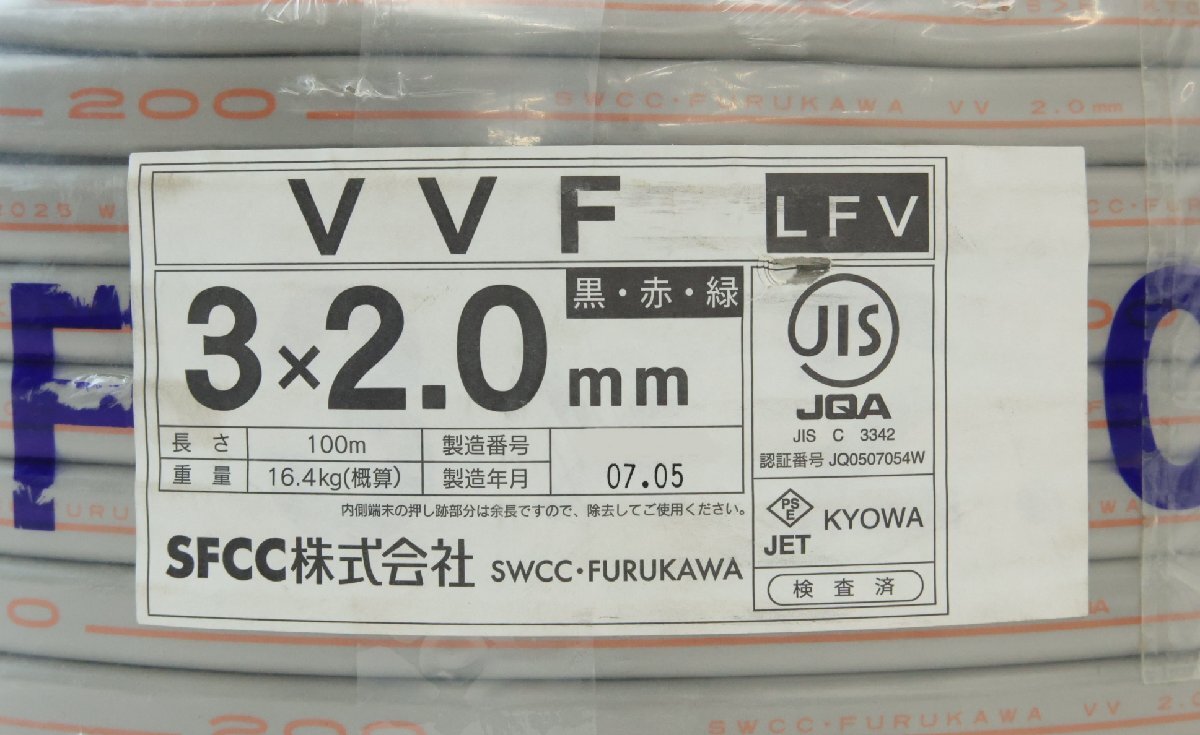 200 SWCC・FURUKAWA VV 2.0mm
VVF LFV
黒・赤・緑
3×2.0mm
長さ 100m 製造番号
重量 16.4kg(概算) 製造年月 07.05
内側端末の押し跡部分は余長ですので、除去してご使用ください。
SFCC株式会社 SWCC・FURUKAWA
JIS
JQA
JIS C 3342
認証番号 JQ0507054W
PSE
JET KYOWA
検査済
F
200 SWCC・FURUKAWA VV 2.0